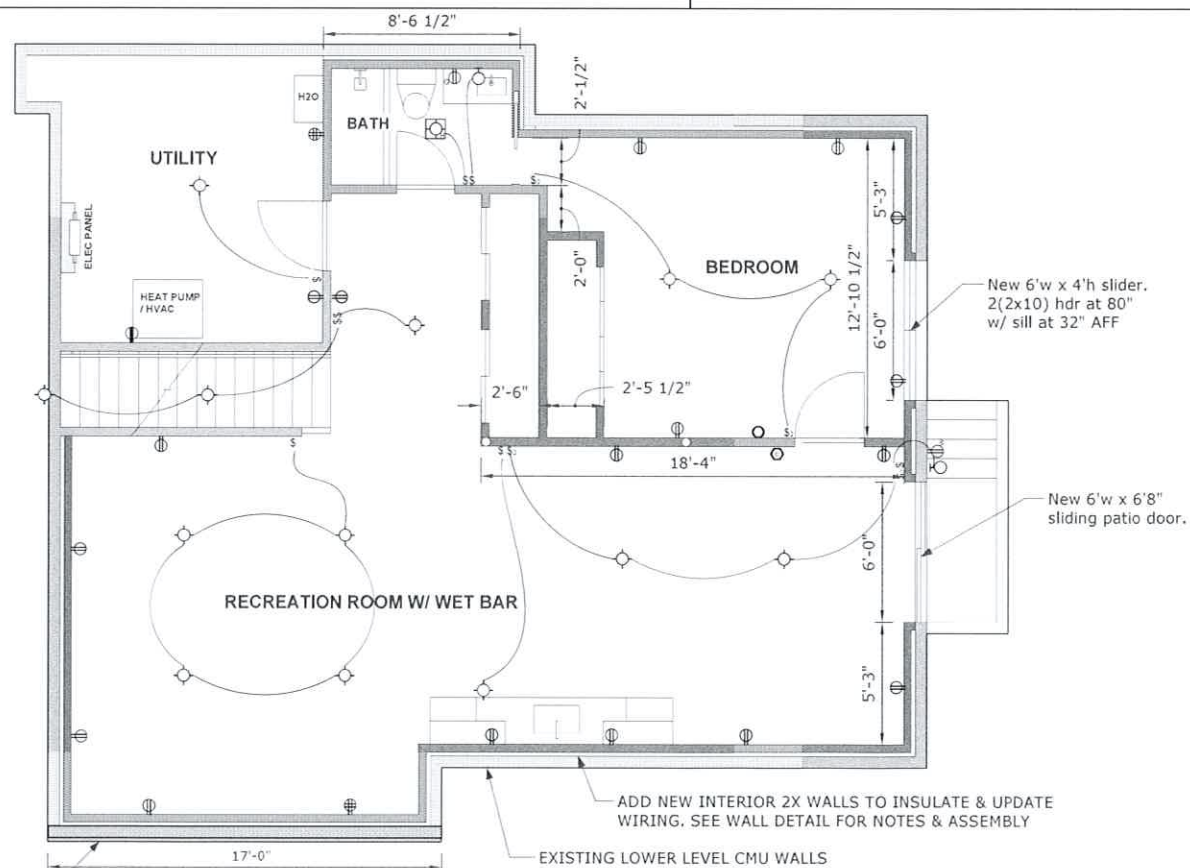 8'-6 1/2"
H2O
BATH
2'-1/2"
UTILITY
ELEC PANEL
HEAT PUMP
/ HVAC
$
$$
$$
$₂
5'-3"
BEDROOM
2'-0"
12'-10 1/2"
6'-0"
New 6'w x 4'h slider.
2(2x10) hdr at 80"
w/ sill at 32" AFF
2'-6"
2'-5 1/2"
$
$ $₂
$₂
18'-4"
New 6'w x 6'8"
sliding patio door.
6'-0"
RECREATION ROOM W/ WET BAR
5'-3"
ADD NEW INTERIOR 2X WALLS TO INSULATE & UPDATE
WIRING. SEE WALL DETAIL FOR NOTES & ASSEMBLY
EXISTING LOWER LEVEL CMU WALLS
17'-0"